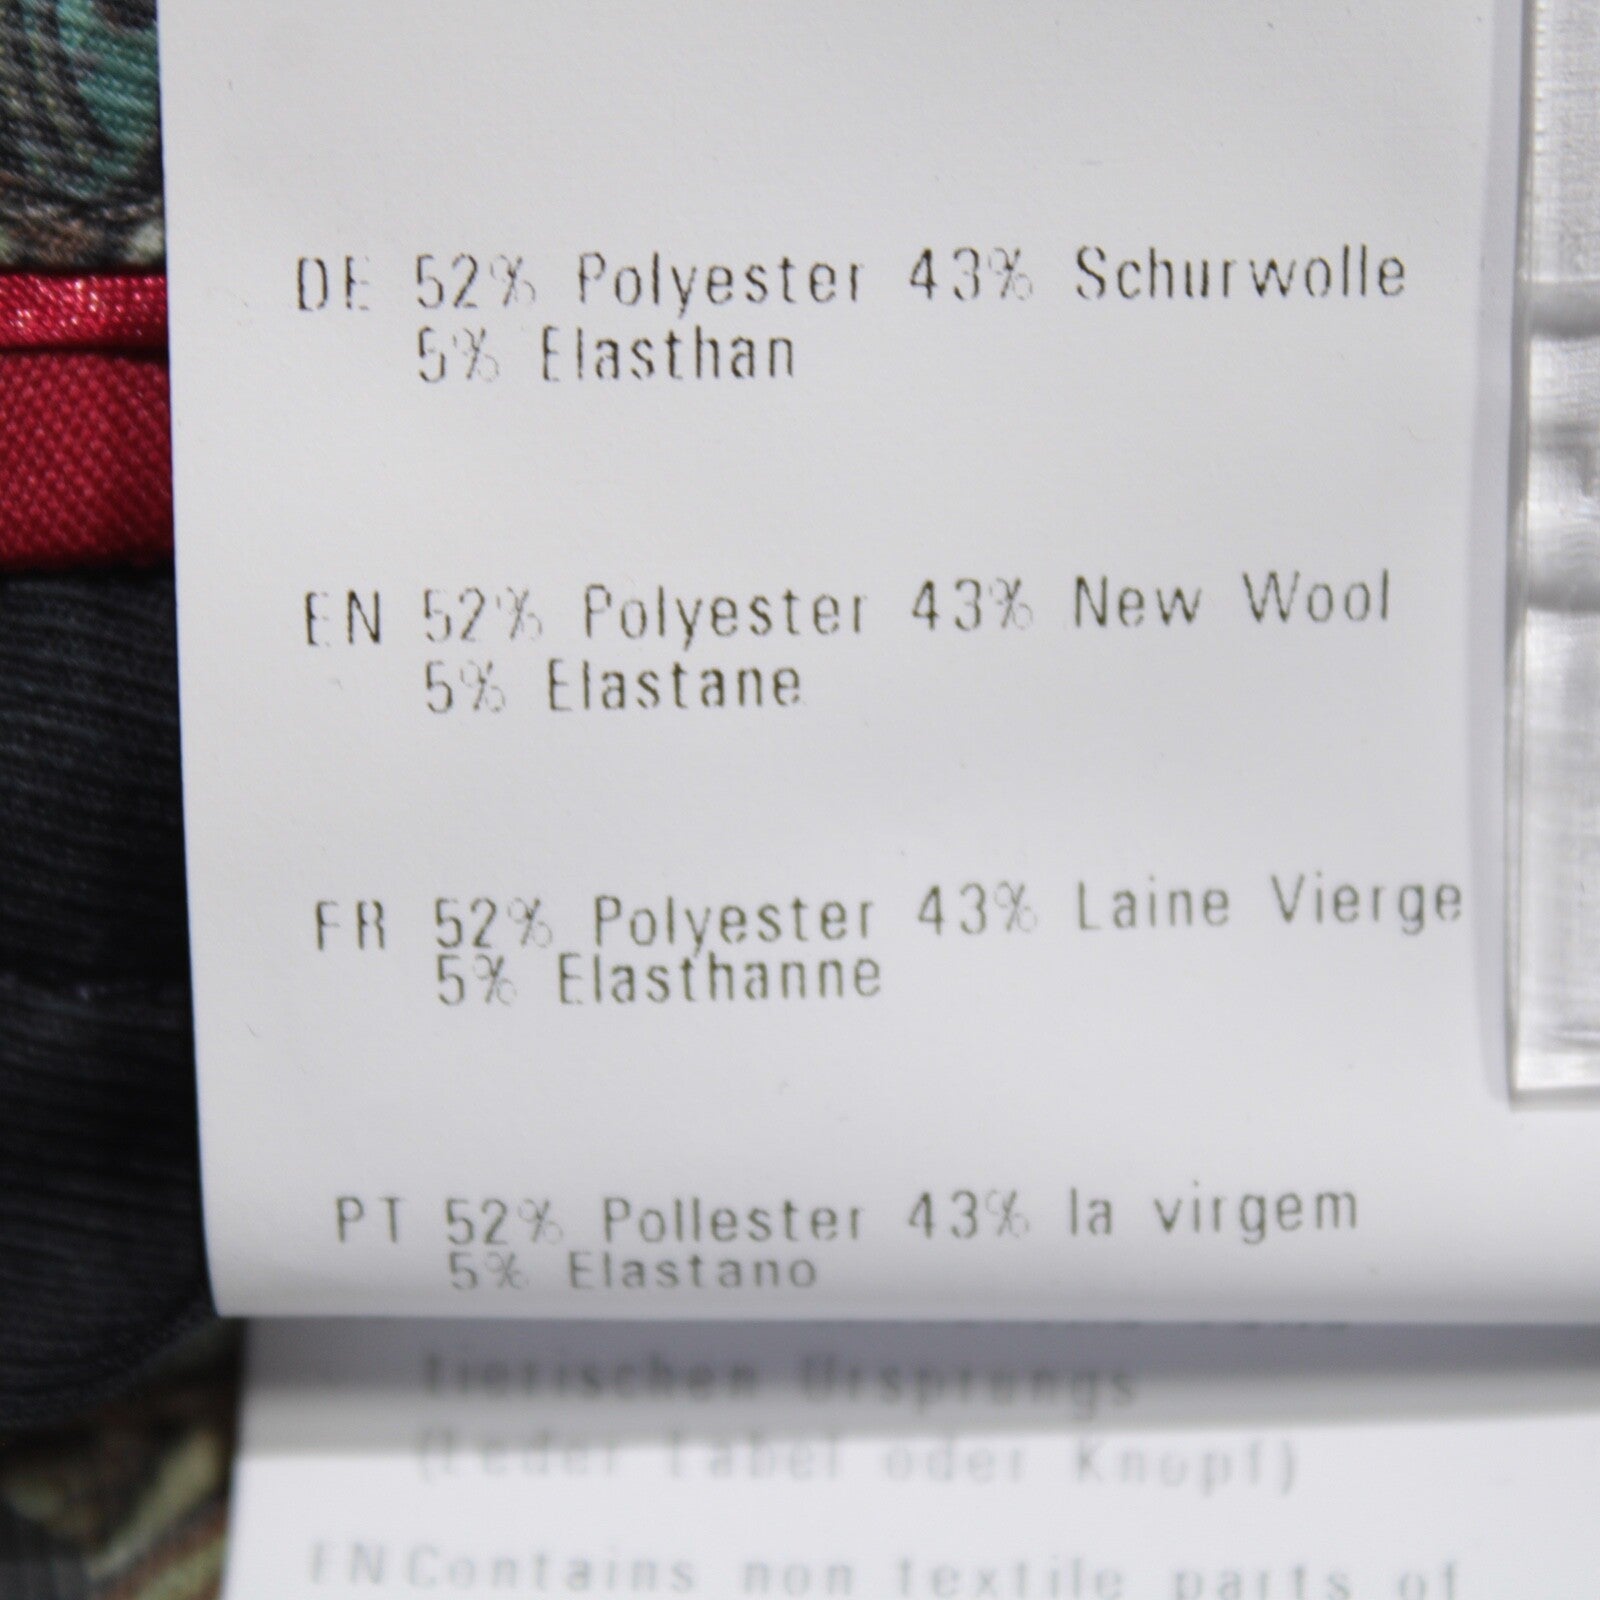 DE 52% Polyester 43% Schurwolle
5% Elasthan
EN 52% Polyester 43% New Wool
5% Elastane
FR 52% Polyester 43% Laine Vierge
5% Elasthanne
PT 52% Pollester 43% la virgem
5% Elastano
tierischen Ursprungs
(Leder Label oder Knopf)
EN Contains non textile parts of